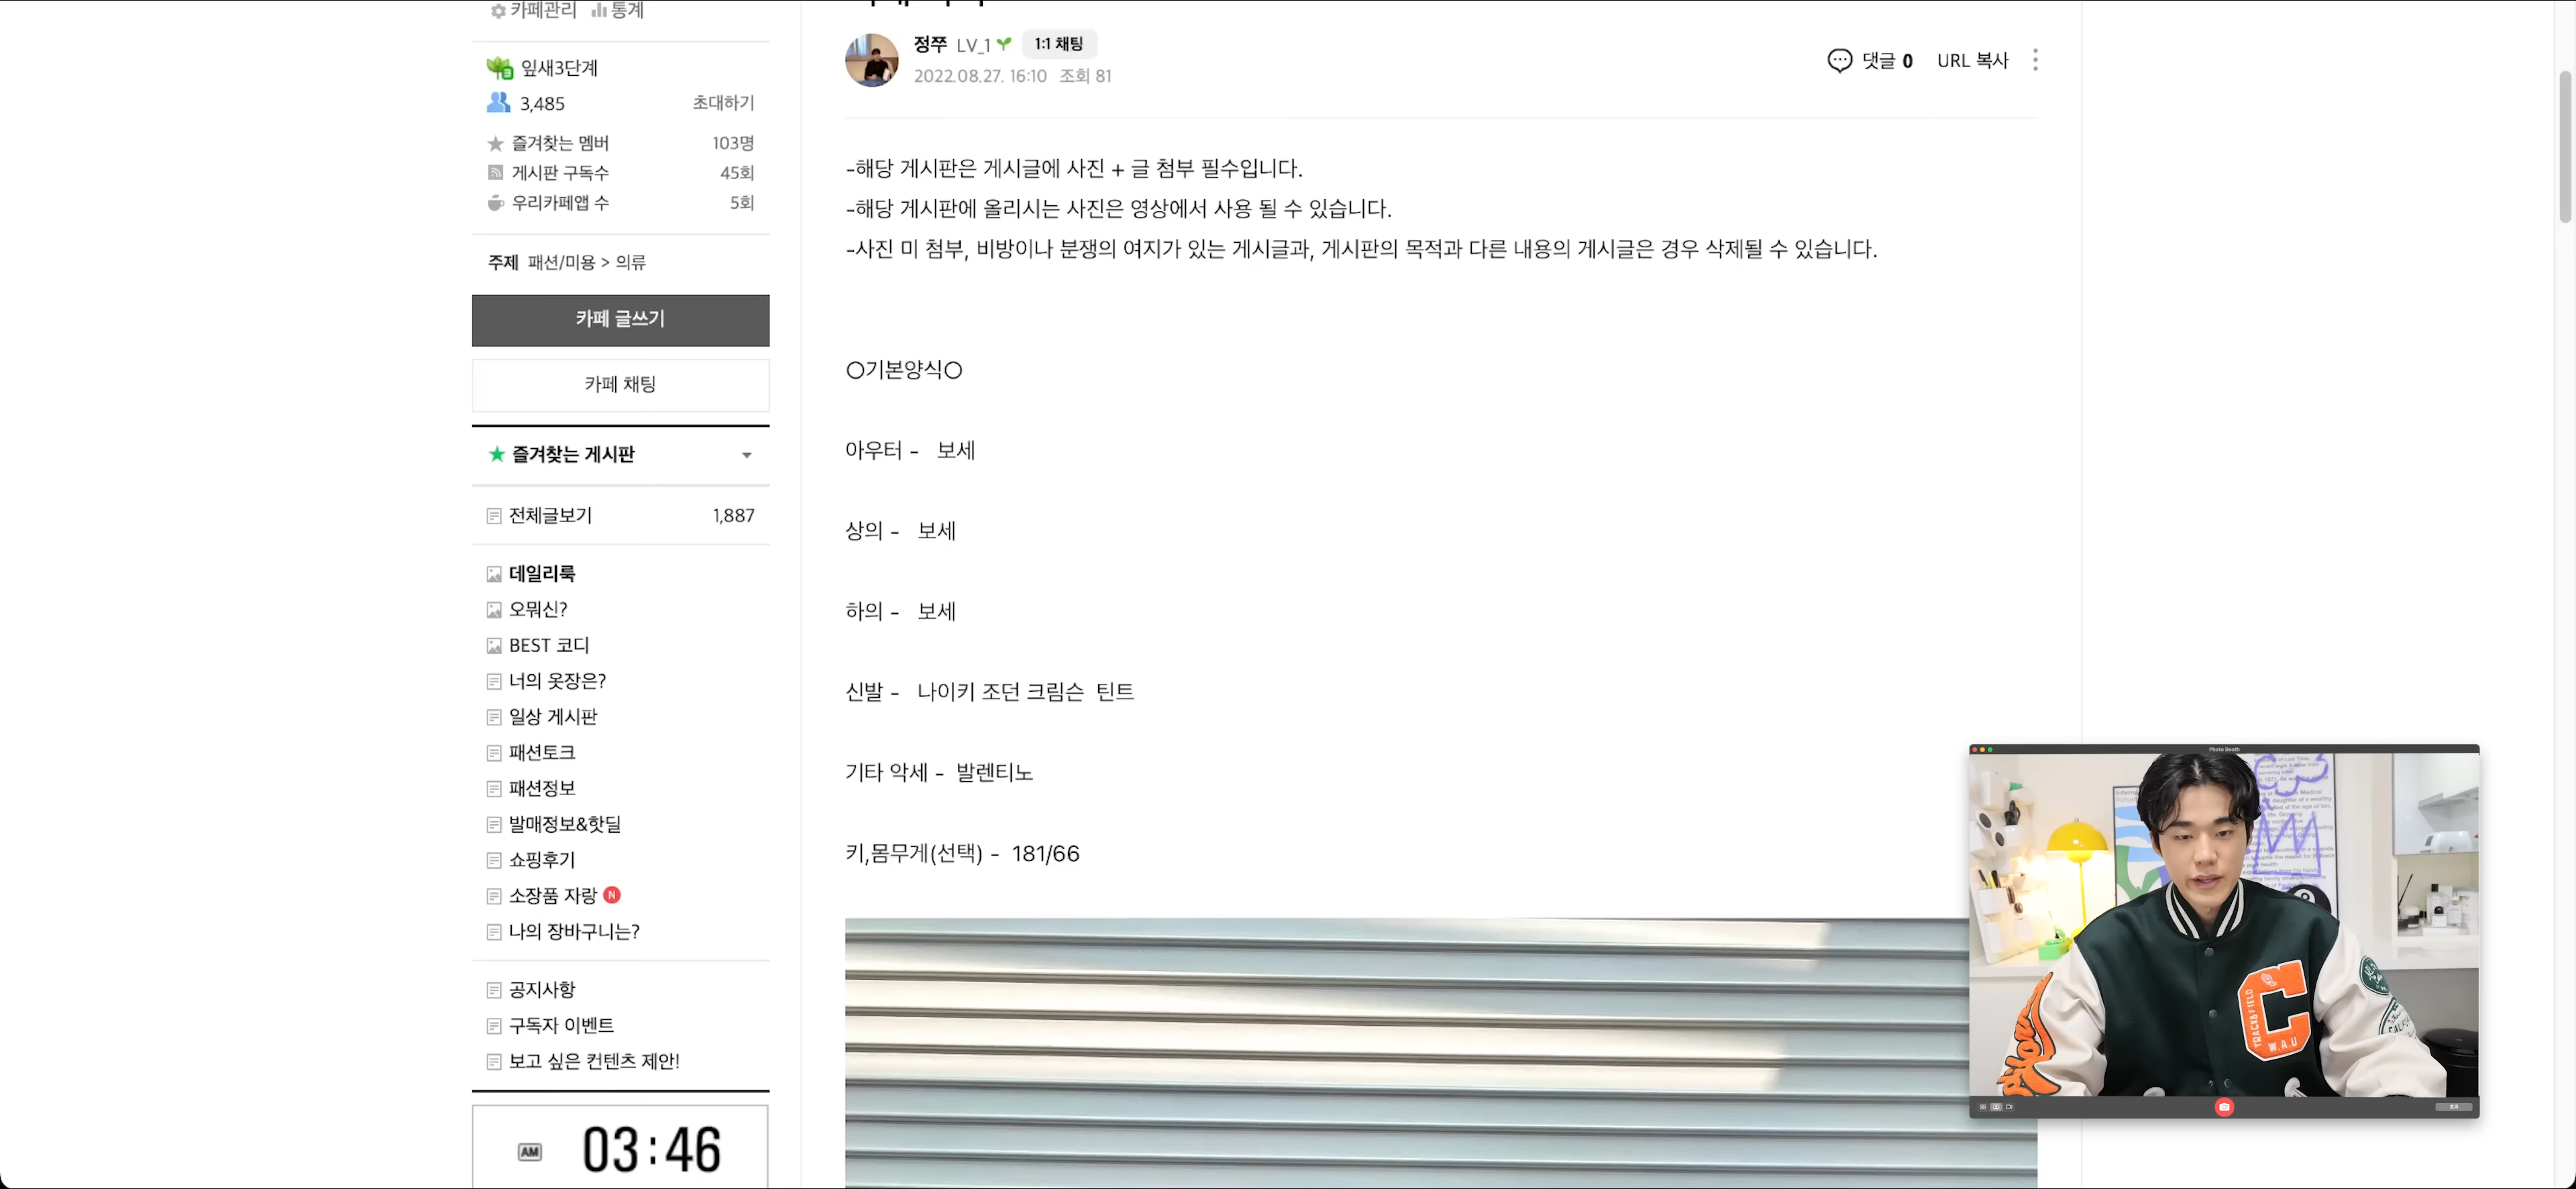 카페관리 통계
잎새3단계
3,485 초대하기
즐겨찾는 멤버 103명
게시판 구독수 45회
우리카페앱 수 5회
주제 패션/미용 > 의류
카페 글쓰기
카페 채팅
즐겨찾는 게시판
전체글보기 1,887
데일리룩
오뭐신?
BEST 코디
너의 옷장은?
일상 게시판
패션토크
패션정보
발매정보&핫딜
쇼핑후기
소장품 자랑 N
나의 장바구니는?
공지사항
구독자 이벤트
보고 싶은 컨텐츠 제안!
AM 03:46
정쭈 LV_1 1:1 채팅
2022.08.27. 16:10 조회 81
댓글 0 URL 복사
-해당 게시판은 게시글에 사진 + 글 첨부 필수입니다.
-해당 게시판에 올리시는 사진은 영상에서 사용 될 수 있습니다.
-사진 미 첨부, 비방이나 분쟁의 여지가 있는 게시글과, 게시판의 목적과 다른 내용의 게시글은 경우 삭제될 수 있습니다.
○기본양식○
아우터 - 보세
상의 - 보세
하의 - 보세
신발 - 나이키 조던 크림슨 틴트
기타 악세 - 발렌티노
키,몸무게(선택) - 181/66
Photo Booth
C
TRACK&FIELD
W.A.U